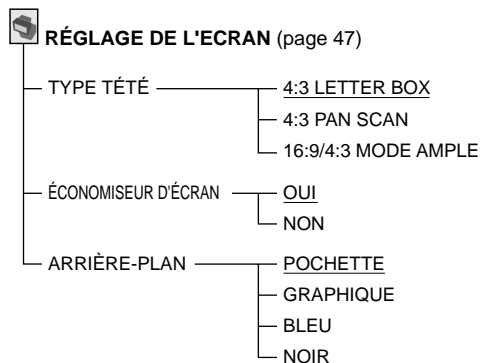 RÉGLAGE DE L'ECRAN (page 47)
TYPE TÉTÉ
4:3 LETTER BOX
4:3 PAN SCAN
16:9/4:3 MODE AMPLE
ÉCONOMISEUR D'ÉCRAN
OUI
NON
ARRIÈRE-PLAN
POCHETTE
GRAPHIQUE
BLEU
NOIR